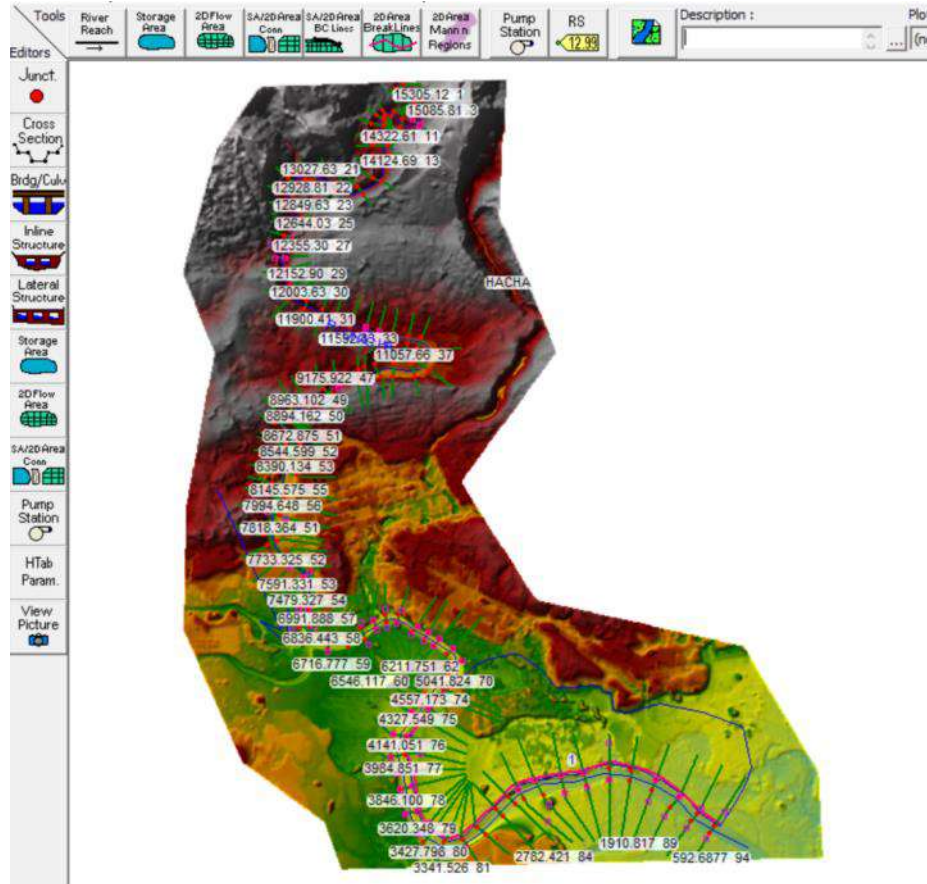 Tools
Editors
River
Reach
Storage
Area
2D Flow
Area
SA/2D Area
Conn
SA/2D Area
BC Lines
2D Area
BreakLines
2D Area
Mann n
Regions
Pump
Station
RS
12.99
Description :
...
Plo
(n
Junct.
Cross
Section
Brdg/Culv
Inline
Structure
Lateral
Structure
Storage
Area
2D Flow
Area
SA/2D Area
Conn
Pump
Station
HTab
Param.
View
Picture
15305.12 1
15085.81 3
14322.61 11
14124.69 13
13027.63 21
12928.81 22
12849.63 23
12644.03 25
12355.30 27
12152.90 29
HACHA
12003.63 30
11900.41 31
33
11057.66 37
9175.922 47
8963.102 49
8894.162 50
8672.875 51
8544.599 52
8390.134 53
8145.575 55
7994.648 56
7818.364 51
7733.325 52
7591.331 53
7479.327 54
6991.888 57
6836.443 58
6716.777 59
6211.751 62
6546.117 60
5041.824 70
4557.173 74
4327.549 75
4141.051 76
3984.851 77
1
3846.100 78
3620.348 79
3427.798 80
3341.526 81
2782.421 84
1910.817 89
592.6877 94